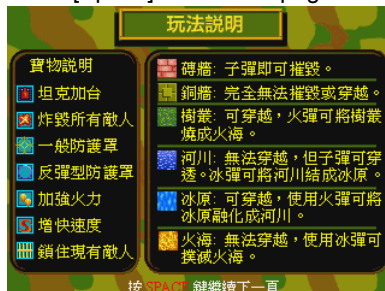 玩法説明
寶物説明
坦克加台
炸毀所有敵人
一般防護罩
反彈型防護罩
加強火力
增快速度
鎖住現有敵人
磚牆: 子彈即可摧毀。
銅牆: 完全無法摧毀或穿越。
樹叢: 可穿越，火彈可將樹叢
燒成火海。
河川: 無法穿越，但子彈可穿
透。冰彈可將河川結成冰原。
冰原: 可穿越，使用火彈可將
冰原融化成河川。
火海: 無法穿越，使用冰彈可
撲滅火海。
按 SPACE 鍵繼續下一頁